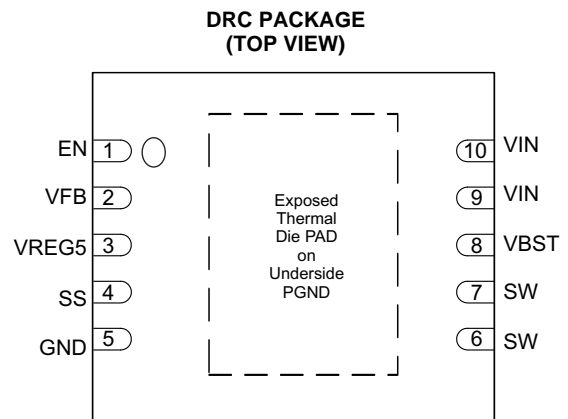 DRC PACKAGE
(TOP VIEW)
EN 1
VFB 2
VREG5 3
SS 4
GND 5
Exposed
Thermal
Die PAD
on
Underside
PGND
10 VIN
9 VIN
8 VBST
7 SW
6 SW